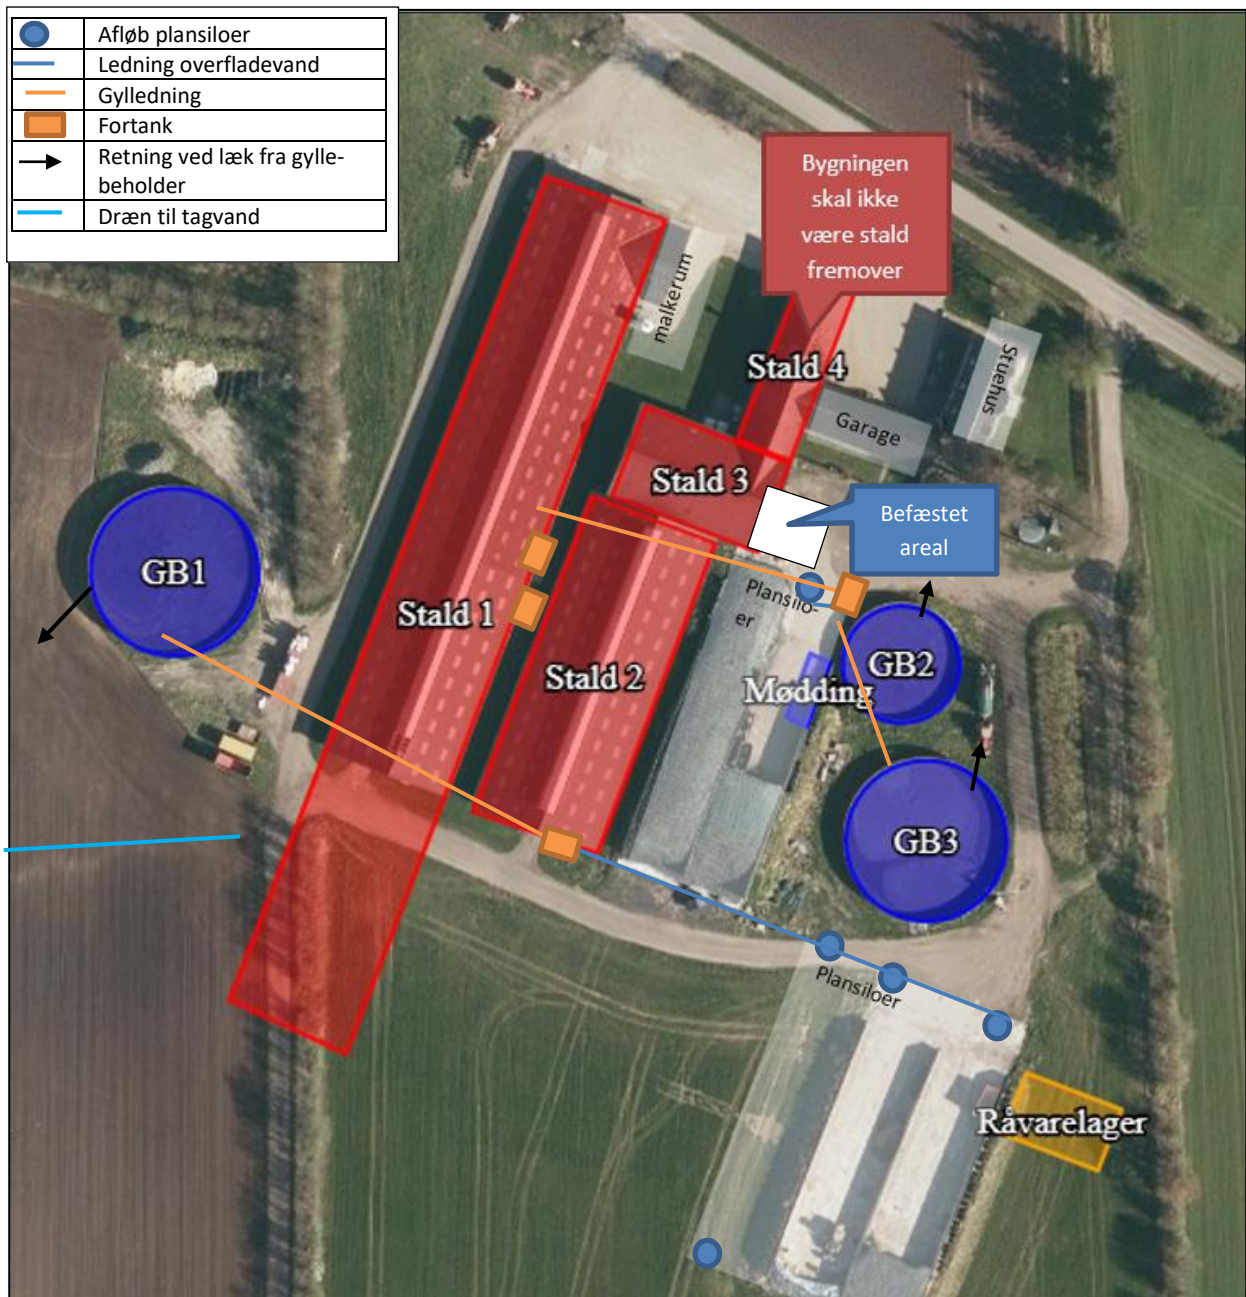 Afløb plansiloer
Ledning overfladevand
Gylledning
Fortank
Retning ved læk fra gylle-
beholder
Dræn til tagvand
Bygningen
skal ikke
være stald
fremover
malkerum
Stald 4
Stuehus
Garage
Stald 3
Befæstet
areal
GB1
Plansilo-
er
Stald 1
GB2
Stald 2
Mødding
GB3
Plansiloer
Råvarelager